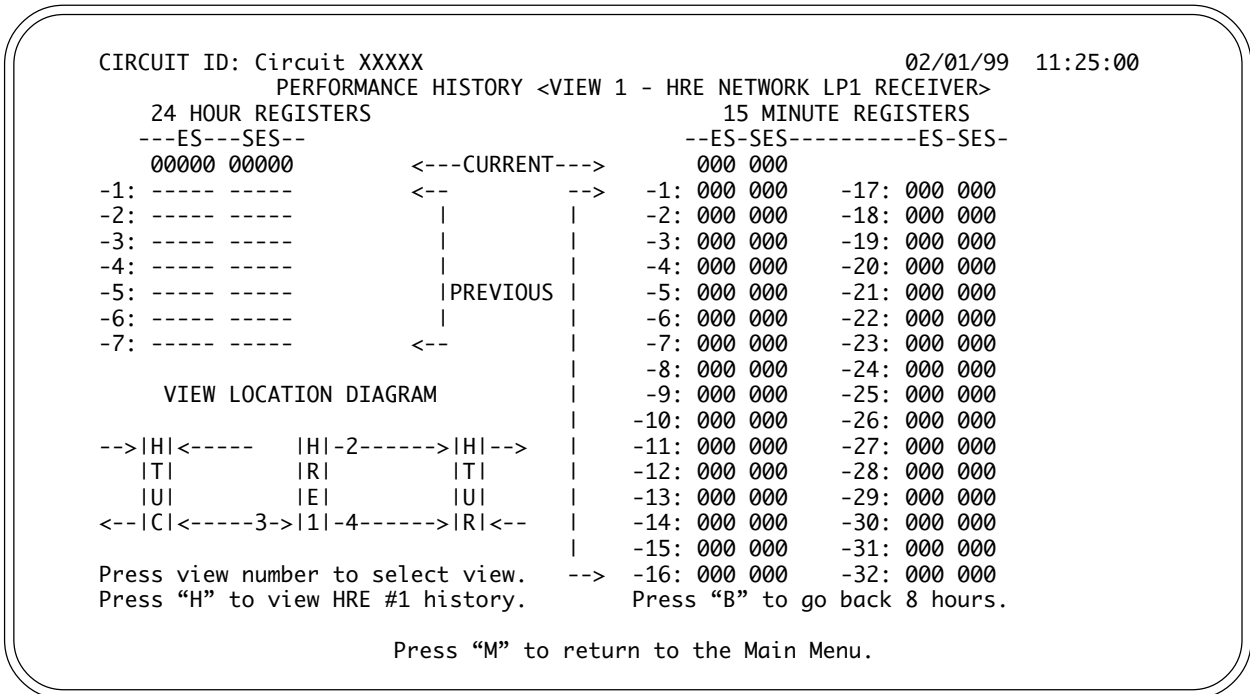 CIRCUIT ID: Circuit XXXXX                                     02/01/99  11:25:00
              PERFORMANCE HISTORY <VIEW 1 - HRE NETWORK LP1 RECEIVER>
    24 HOUR REGISTERS                           15 MINUTE REGISTERS
   ---ES---SES--                             --ES-SES----------ES-SES-
    00000 00000         <---CURRENT--->       000 000
-1: ----- -----         <--        -->   -1: 000 000    -17: 000 000
-2: ----- -----           |         |    -2: 000 000    -18: 000 000
-3: ----- -----           |         |    -3: 000 000    -19: 000 000
-4: ----- -----           |         |    -4: 000 000    -20: 000 000
-5: ----- -----           |PREVIOUS |    -5: 000 000    -21: 000 000
-6: ----- -----           |         |    -6: 000 000    -22: 000 000
-7: ----- -----         <--         |    -7: 000 000    -23: 000 000
                                    |    -8: 000 000    -24: 000 000
     VIEW LOCATION DIAGRAM          |    -9: 000 000    -25: 000 000
                                    |   -10: 000 000    -26: 000 000
-->|H|<-----   |H|-2------>|H|-->   |   -11: 000 000    -27: 000 000
   |T|         |R|         |T|      |   -12: 000 000    -28: 000 000
   |U|         |E|         |U|      |   -13: 000 000    -29: 000 000
<--|C|<-----3->|1|-4------>|R|<--   |   -14: 000 000    -30: 000 000
                                    |   -15: 000 000    -31: 000 000
Press view number to select view.   --> -16: 000 000    -32: 000 000
Press “H” to view HRE #1 history.        Press “B” to go back 8 hours.
Press “M” to return to the Main Menu.